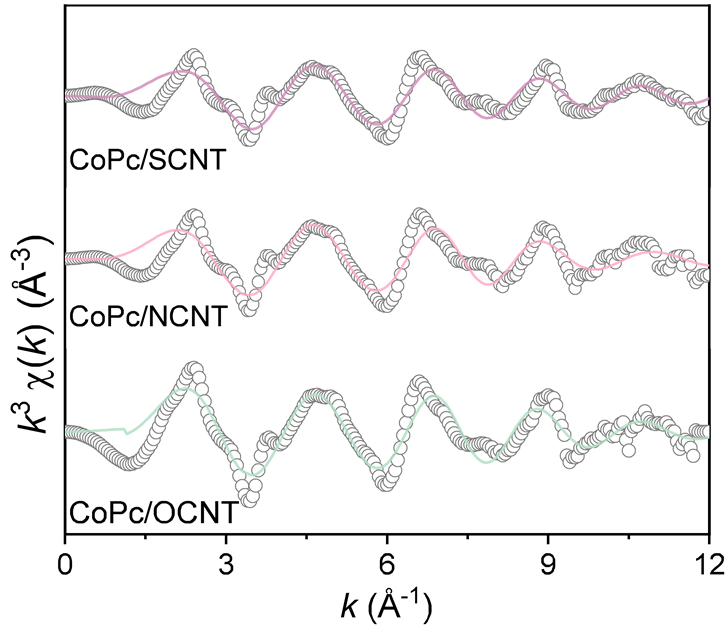 CoPc/SCNT
CoPc/NCNT
CoPc/OCNT
k³ χ(k) (Å⁻³)
0 3 6 9 12
k (Å⁻¹)